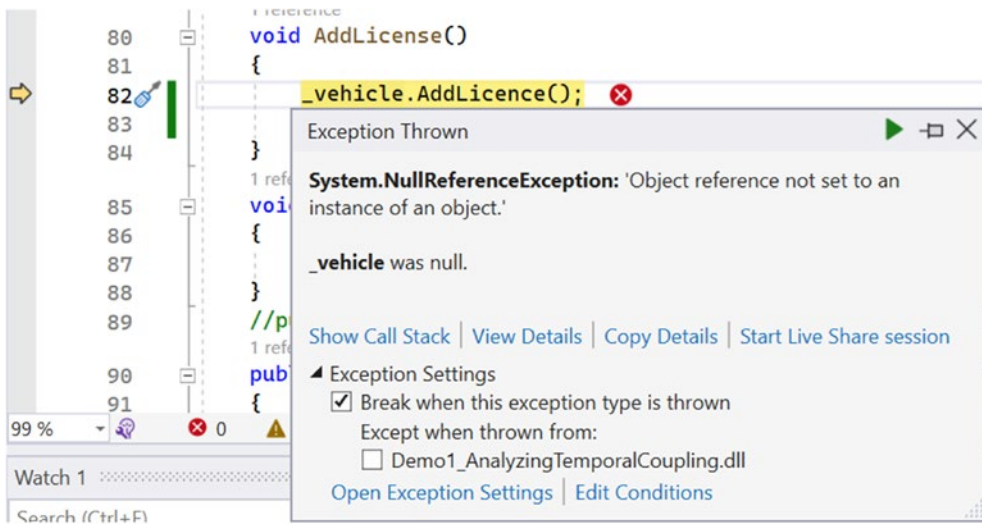 1 reference
80 void AddLicense()
81 {
82 _vehicle.AddLicence();
83
84 }
1 refe
85 voi
86 {
87
88 }
89 //p
1 refe
90 pub
91 {
99 % 0
Watch 1
Search (Ctrl+E)
Exception Thrown
System.NullReferenceException: 'Object reference not set to an
instance of an object.'
_vehicle was null.
Show Call Stack | View Details | Copy Details | Start Live Share session
Exception Settings
Break when this exception type is thrown
Except when thrown from:
Demo1_AnalyzingTemporalCoupling.dll
Open Exception Settings | Edit Conditions